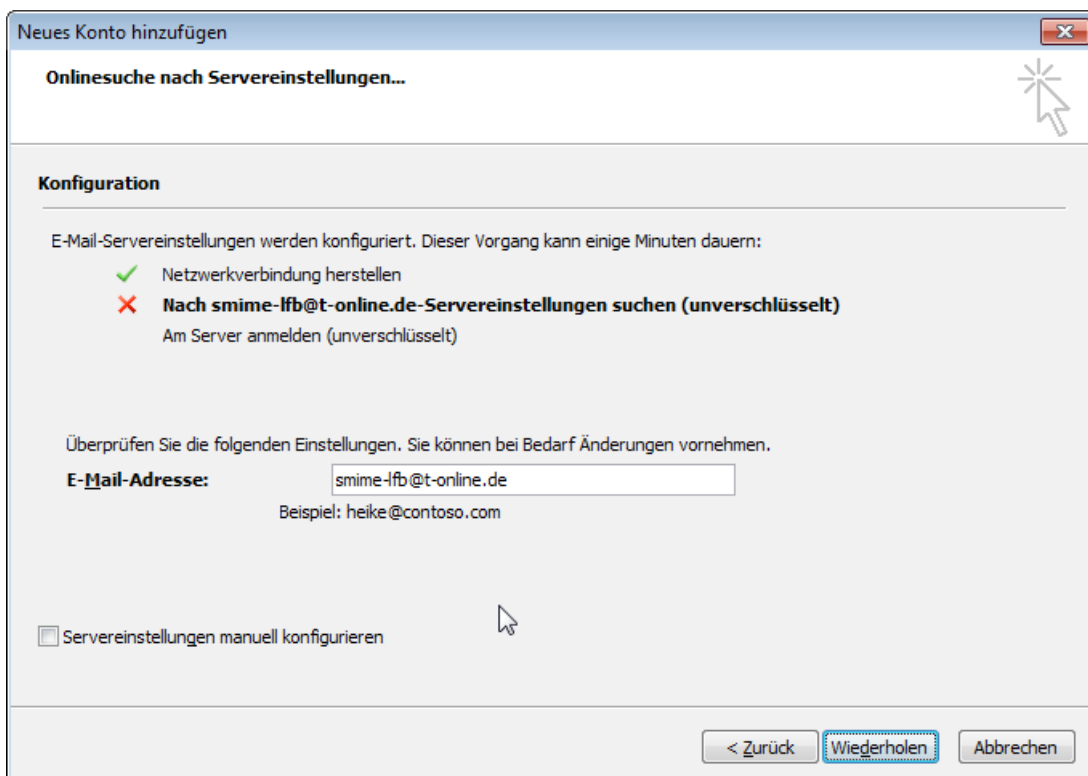 Neues Konto hinzufügen
Onlinesuche nach Servereinstellungen...
Konfiguration
E-Mail-Servereinstellungen werden konfiguriert. Dieser Vorgang kann einige Minuten dauern:
Netzwerkverbindung herstellen
Nach smime-lfb@t-online.de-Servereinstellungen suchen (unverschlüsselt)
Am Server anmelden (unverschlüsselt)
Überprüfen Sie die folgenden Einstellungen. Sie können bei Bedarf Änderungen vornehmen.
E-Mail-Adresse: smime-lfb@t-online.de
Beispiel: heike@contoso.com
Servereinstellungen manuell konfigurieren
< Zurück Wiederholen Abbrechen